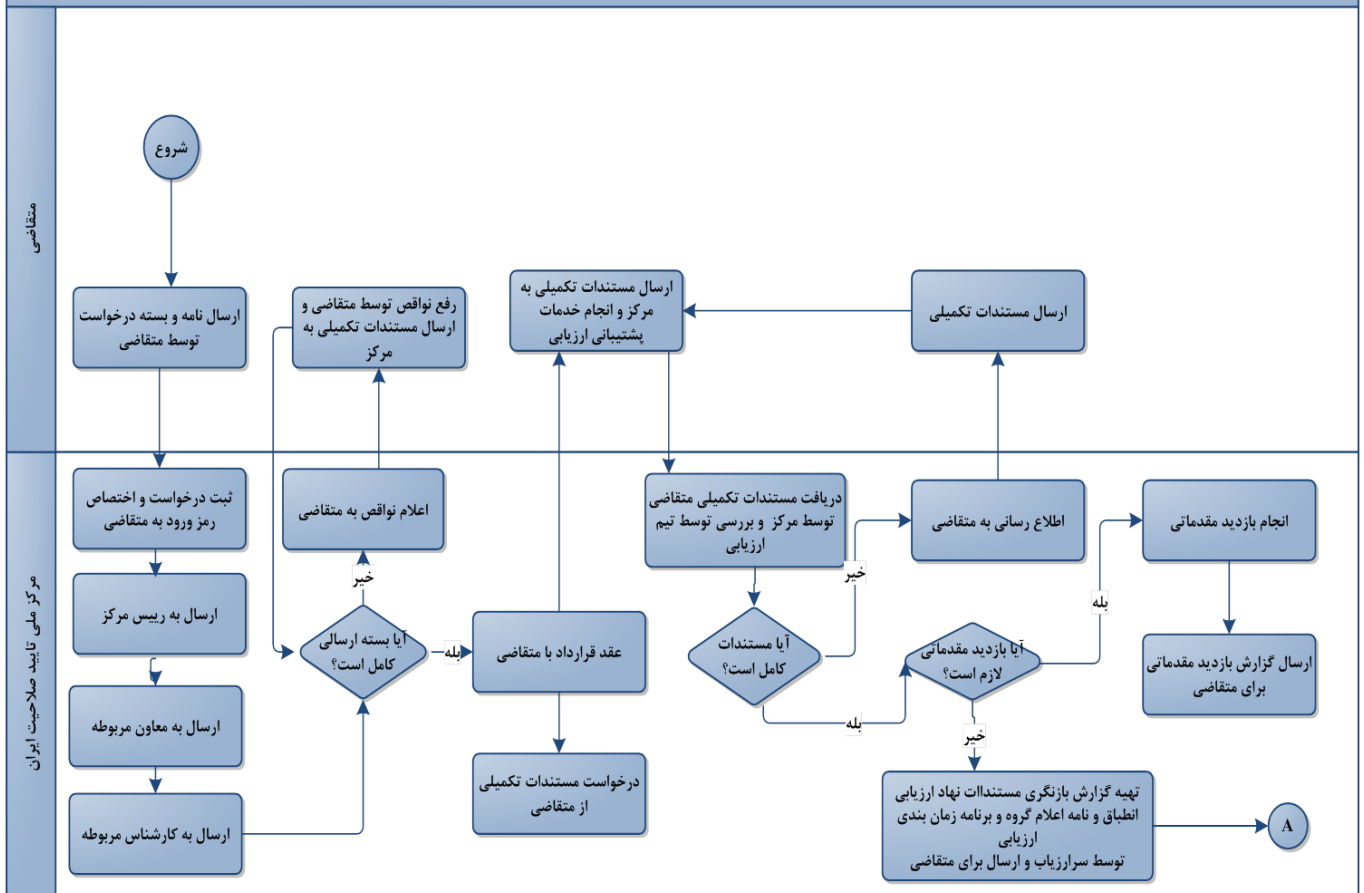 متقاضی
شروع
ارسال نامه و بسته درخواست
توسط متقاضی
رفع نواقص توسط متقاضی و
ارسال مستندات تکمیلی به
مرکز
ارسال مستندات تکمیلی به
مرکز و انجام خدمات
پشتیبانی ارزیابی
ارسال مستندات تکمیلی
مرکز ملی تایید صلاحیت ایران
ثبت درخواست و اختصاص
رمز ورود به متقاضی
ارسال به رییس مرکز
ارسال به معاون مربوطه
ارسال به کارشناس مربوطه
اعلام نواقص به متقاضی
خیر
آیا بسته ارسالی
کامل است؟
بله
عقد قرارداد با متقاضی
درخواست مستندات تکمیلی
از متقاضی
دریافت مستندات تکمیلی متقاضی
توسط مرکز و بررسی توسط تیم
ارزیابی
آیا مستندات
کامل است؟
خیر
بله
اطلاع رسانی به متقاضی
آیا بازدید مقدماتی
لازم است؟
بله
خیر
انجام بازدید مقدماتی
ارسال گزارش بازدید مقدماتی
برای متقاضی
تهیه گزارش بازنگری مستنداات نهاد ارزیابی
انطباق و نامه اعلام گروه و برنامه زمان بندی
ارزیابی
توسط سرارزیاب و ارسال برای متقاضی
A